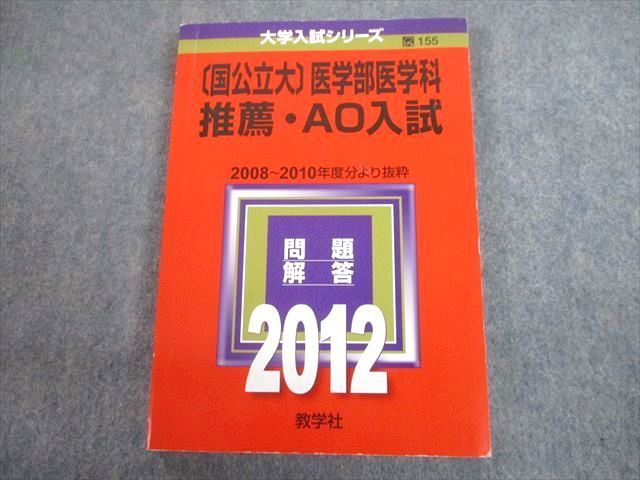 大学入試シリーズ
155
〔国公立大〕医学部医学科
推薦・AO入試
2008～2010年度分より抜粋
問題
解答
2012
教学社